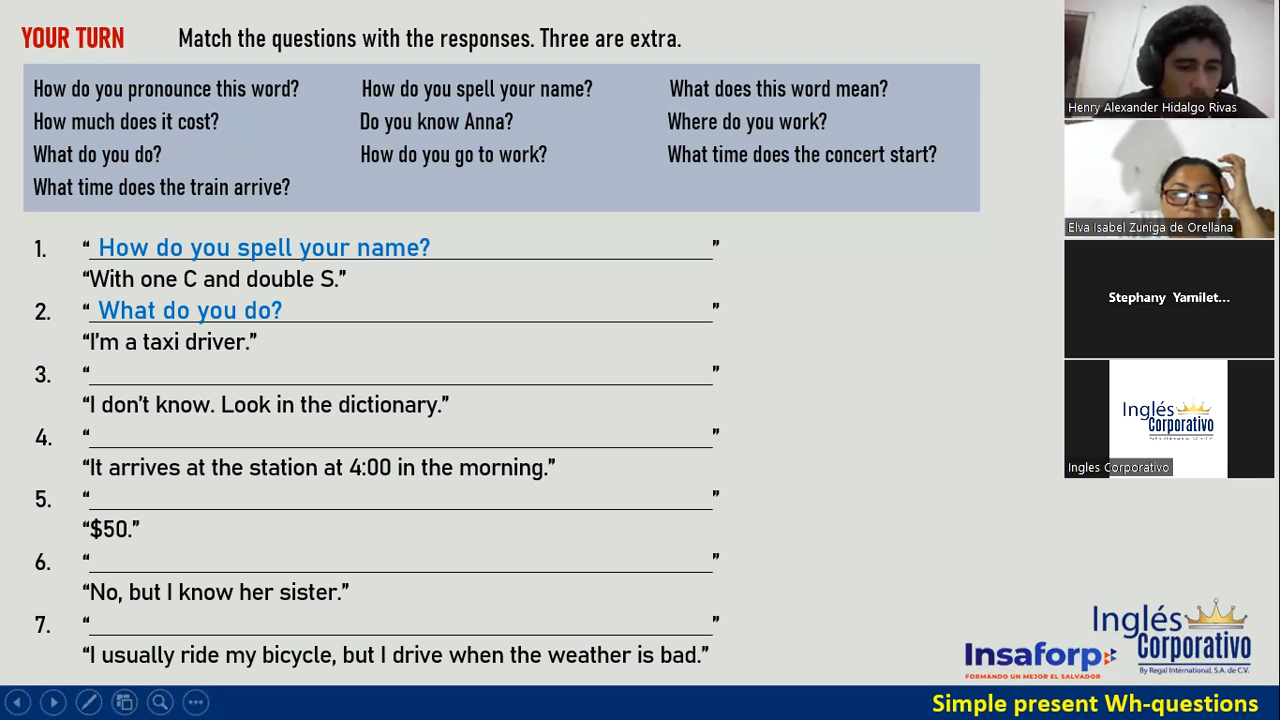 YOUR TURN Match the questions with the responses. Three are extra.
How do you pronounce this word? How do you spell your name? What does this word mean?
How much does it cost? Do you know Anna? Where do you work?
What do you do? How do you go to work? What time does the concert start?
What time does the train arrive?
1. “ How do you spell your name? ”
“With one C and double S.”
2. “ What do you do? ”
“I’m a taxi driver.”
3. “ ”
“I don’t know. Look in the dictionary.”
4. “ ”
“It arrives at the station at 4:00 in the morning.”
5. “ ”
“$50.”
6. “ ”
“No, but I know her sister.”
7. “ ”
“I usually ride my bicycle, but I drive when the weather is bad.”
Henry Alexander Hidalgo Rivas
Elva Isabel Zuniga de Orellana
Stephany Yamilet...
Inglés
Corporativo
Ingles Corporativo
Insaforp
FORMANDO UN MEJOR EL SALVADOR
Inglés
Corporativo
By Regal International, S.A. de C.V.
Simple present Wh-questions